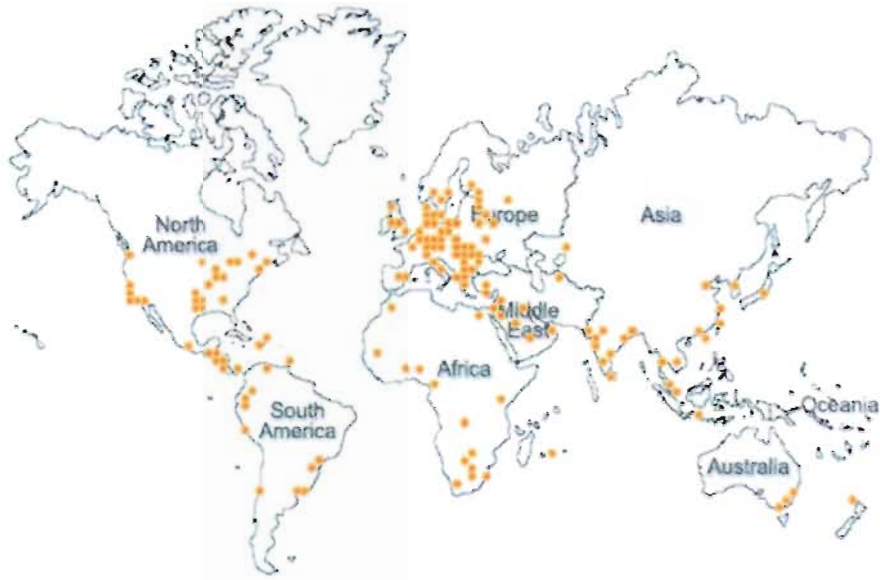 North
America
Europe
Asia
Middle
East
Africa
South
America
Oceania
Australia